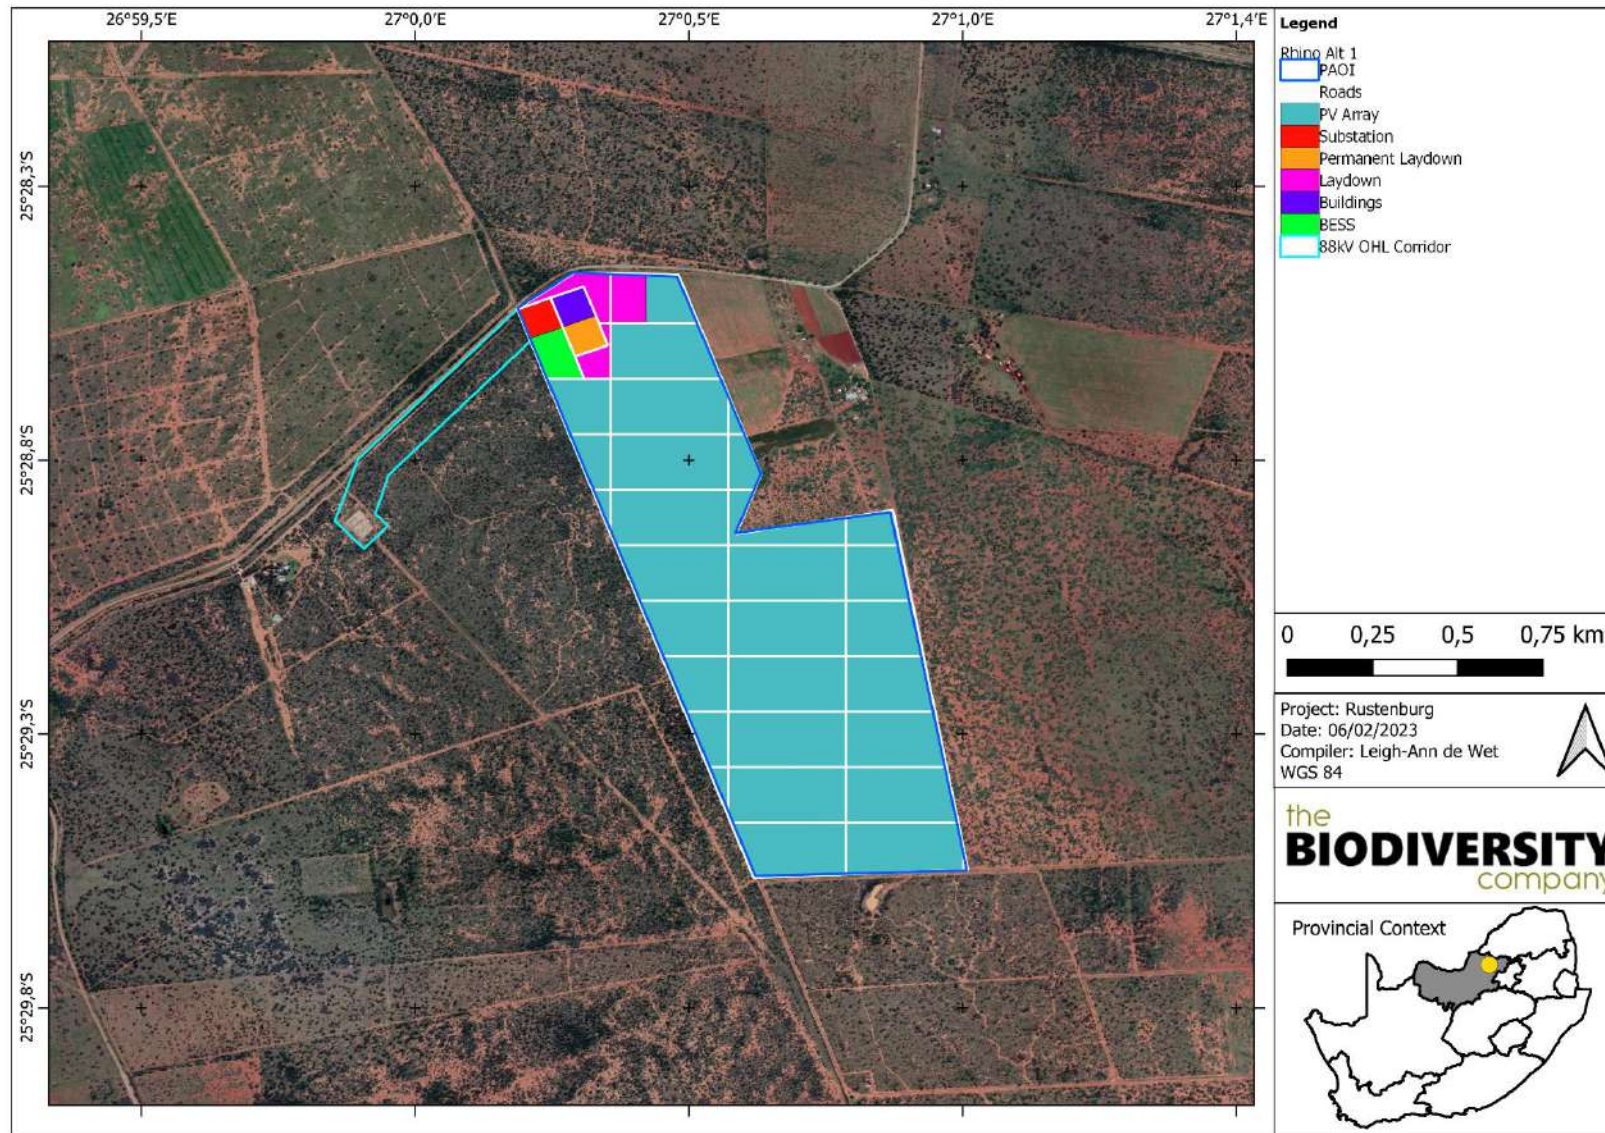 26°59,5'E 27°0,0'E 27°0,5'E 27°1,0'E 27°1,4'E
25°28,3'S
25°28,8'S
25°29,3'S
25°29,8'S
Legend
Rhino Alt 1
PAOI
Roads
PV Array
Substation
Permanent Laydown
Laydown
Buildings
BESS
88kV OHL Corridor
0 0,25 0,5 0,75 km
Project: Rustenburg
Date: 06/02/2023
Compiler: Leigh-Ann de Wet
WGS 84
the
BIODIVERSITY
company
Provincial Context